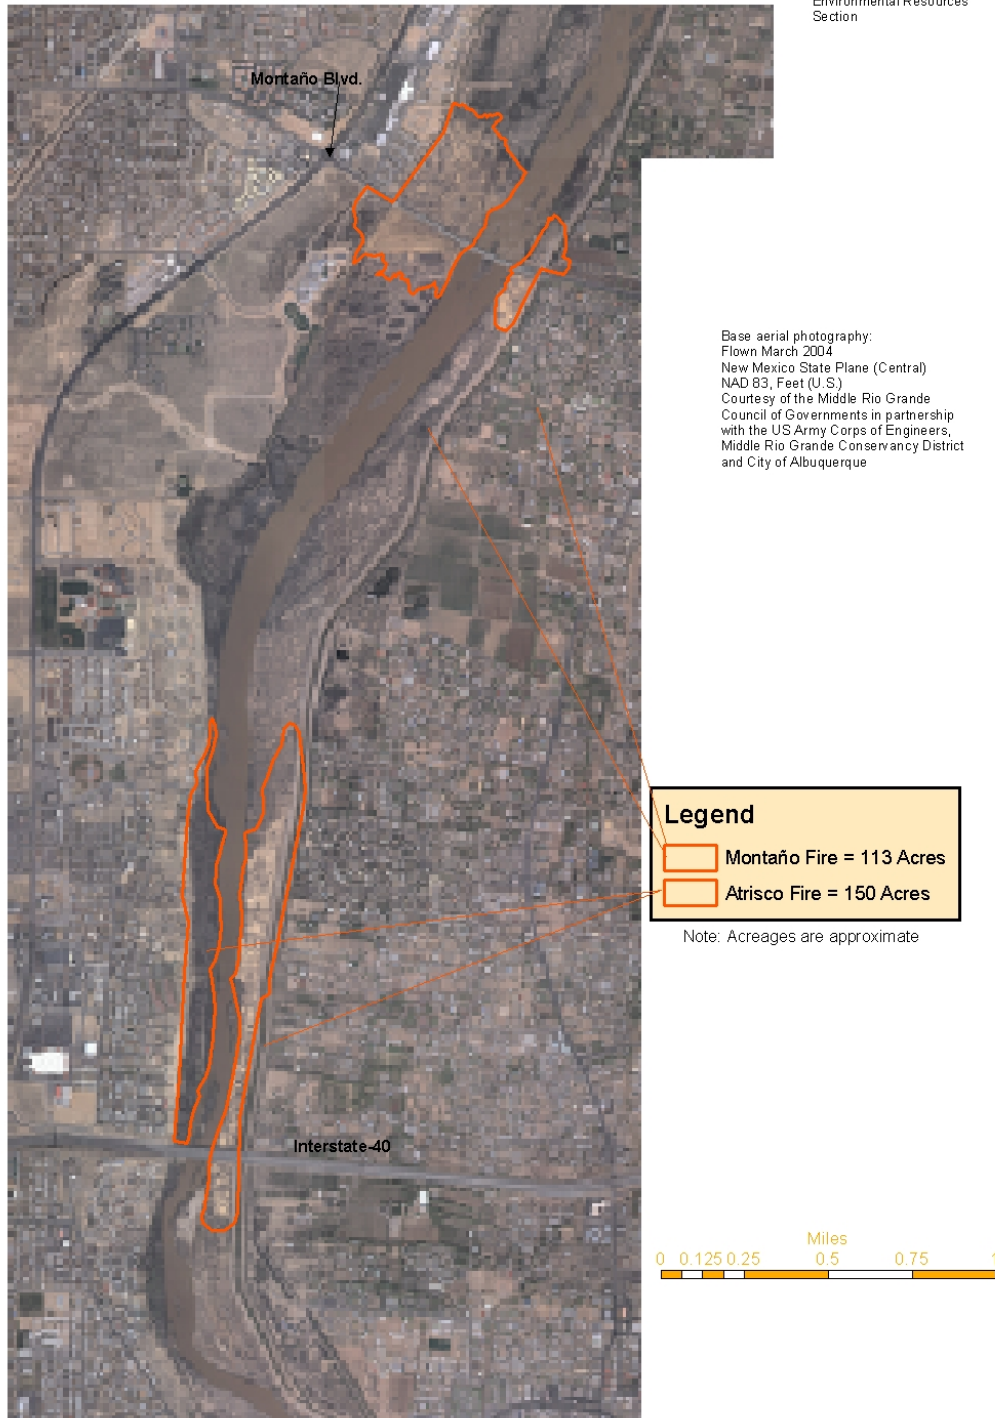 Environmental Resources
Section
Montaño Blvd.
Base aerial photography:
Flown March 2004
New Mexico State Plane (Central)
NAD 83, Feet (U.S.)
Courtesy of the Middle Rio Grande
Council of Governments in partnership
with the US Army Corps of Engineers,
Middle Rio Grande Conservancy District
and City of Albuquerque
Legend
Montaño Fire = 113 Acres
Atrisco Fire = 150 Acres
Note: Acreages are approximate
Interstate-40
Miles
0 0.125 0.25 0.5 0.75 1